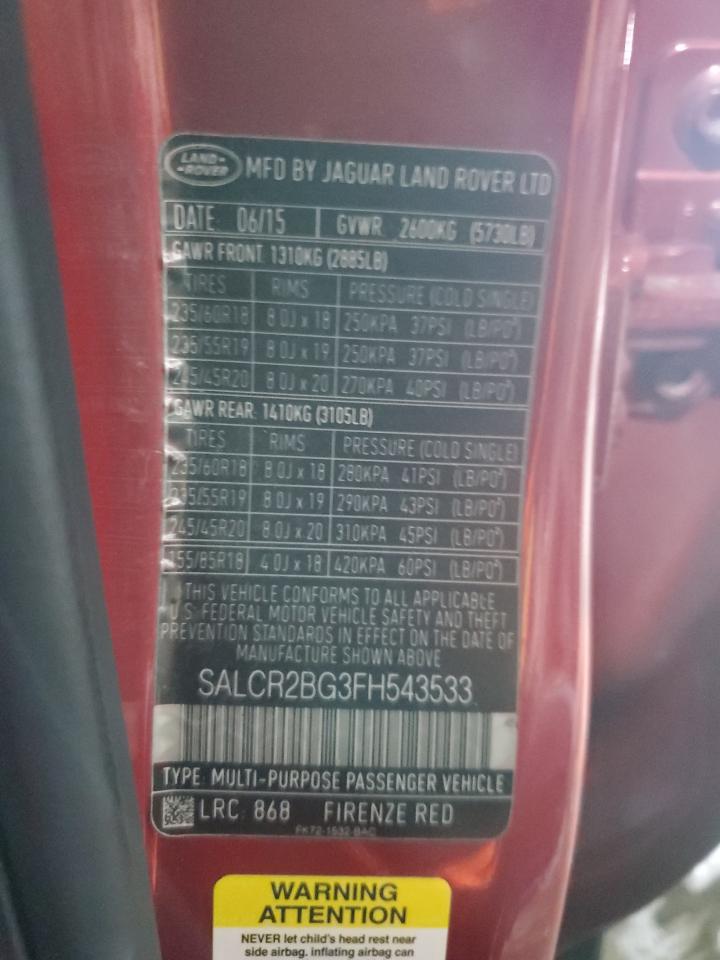 LAND-
-ROVER
MFD BY JAGUAR LAND ROVER LTD
DATE: 06/15 GVWR 2600KG (5730LB)
GAWR FRONT 1310KG (2885LB)
TIRES RIMS PRESSURE (COLD SINGLE)
235/60R18 8.0J x 18 250KPA 37PSI (LB/PO²)
235/55R19 8.0J x 19 250KPA 37PSI (LB/PO²)
245/45R20 8.0J x 20 270KPA 40PSI (LB/PO²)
GAWR REAR: 1410KG (3105LB)
TIRES RIMS PRESSURE (COLD SINGLE)
235/60R18 8.0J x 18 280KPA 41PSI (LB/PO²)
235/55R19 8.0J x 19 290KPA 43PSI (LB/PO²)
245/45R20 8.0J x 20 310KPA 45PSI (LB/PO²)
155/85R18 4.0J x 18 420KPA 60PSI (LB/PO²)
THIS VEHICLE CONFORMS TO ALL APPLICABLE
U.S. FEDERAL MOTOR VEHICLE SAFETY AND THEFT
PREVENTION STANDARDS IN EFFECT ON THE DATE OF
MANUFACTURE SHOWN ABOVE
SALCR2BG3FH543533
TYPE: MULTI-PURPOSE PASSENGER VEHICLE
LRC: 868 FIRENZE RED
FK72-1532-BAC
WARNING
ATTENTION
NEVER let child's head rest near
side airbag. inflating airbag can